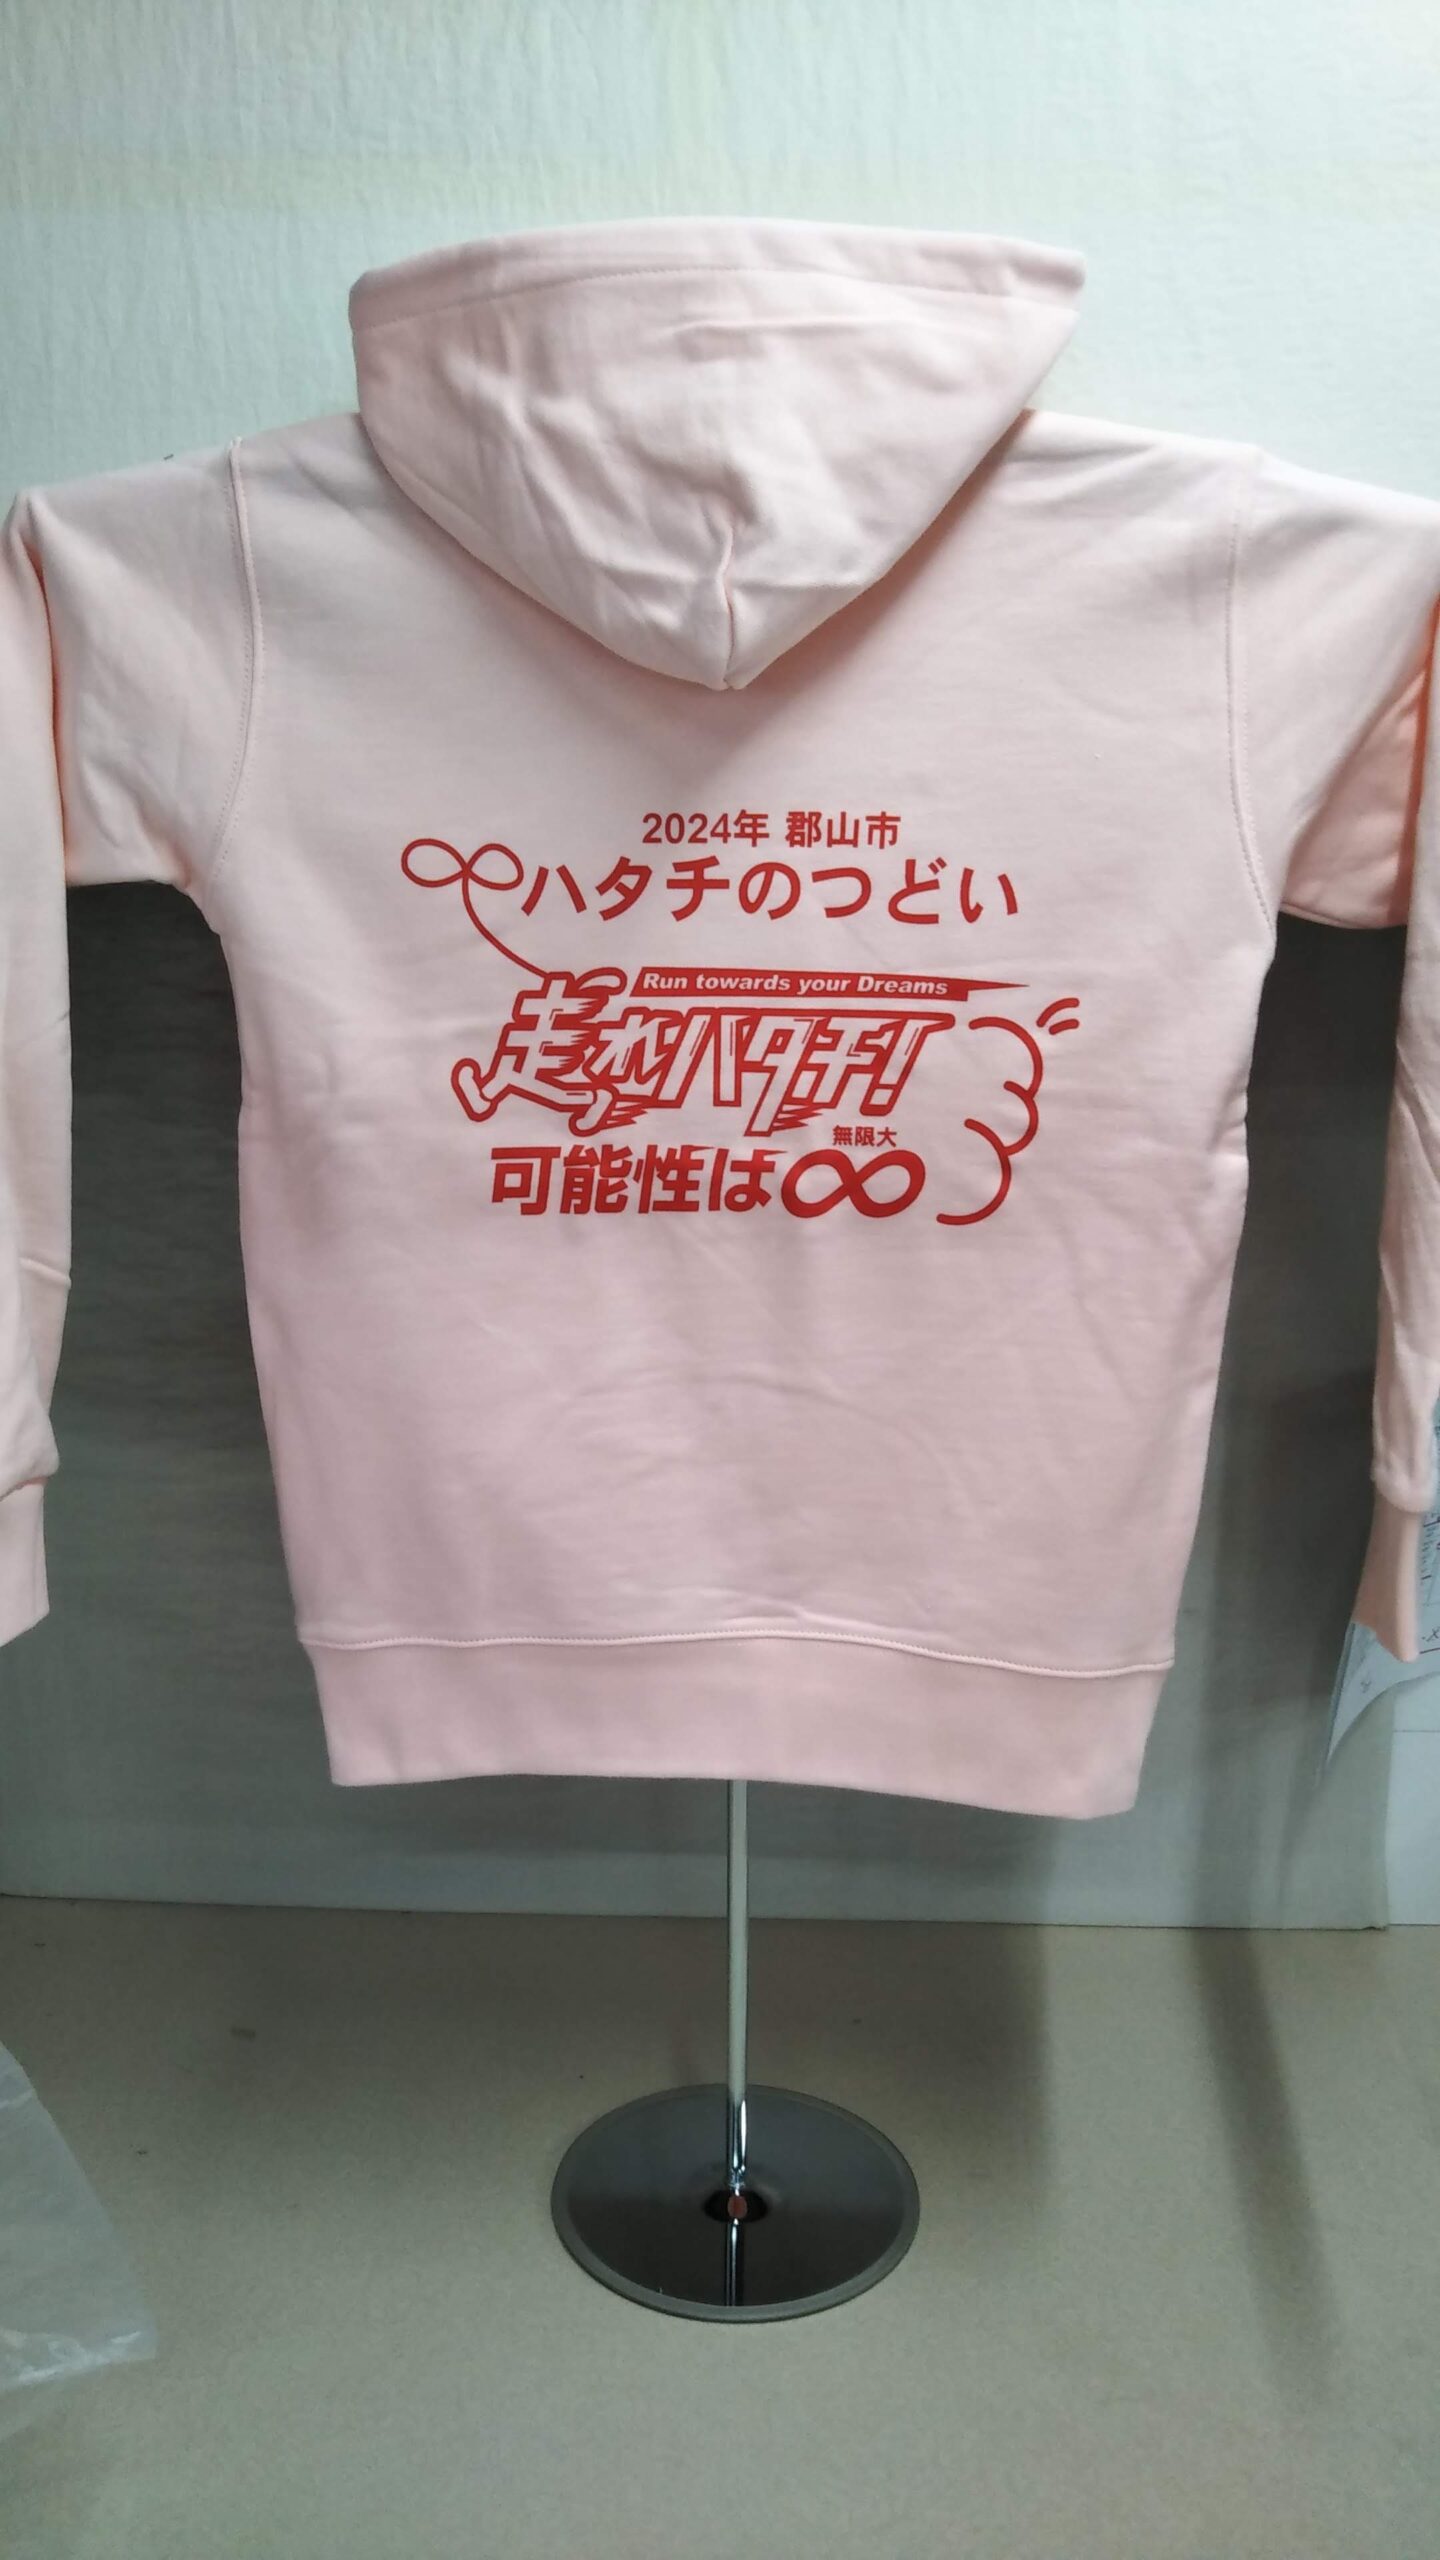 2024年 郡山市
ハタチのつどい
Run towards your Dreams
走れハタチ!
無限大
可能性は∞